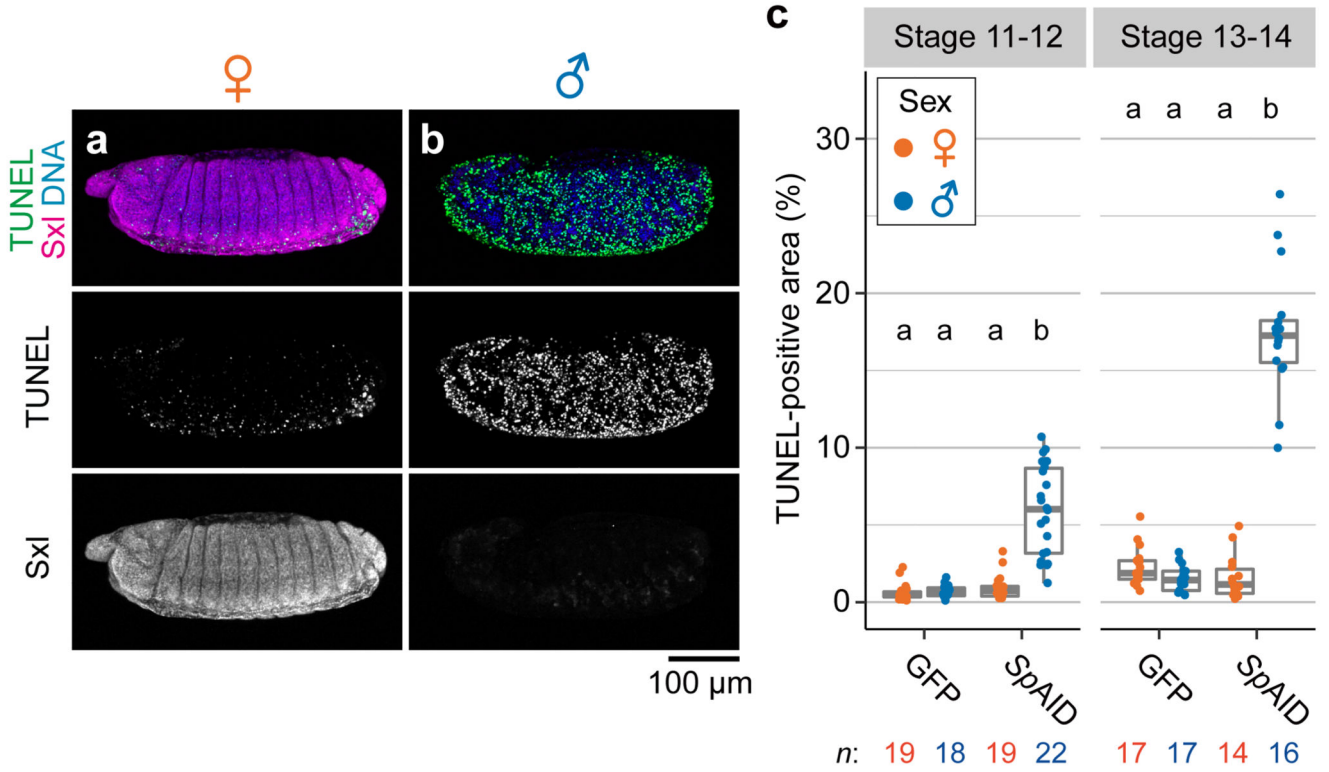 ♀ ♂
a
b
TUNEL
Sxl DNA
TUNEL
Sxl
100 μm
c
Stage 11-12
Stage 13-14
Sex
♀
♂
TUNEL-positive area (%)
30
20
10
0
a a a b
a a a b
GFP SpAID GFP SpAID
n: 19 18 19 22 17 17 14 16